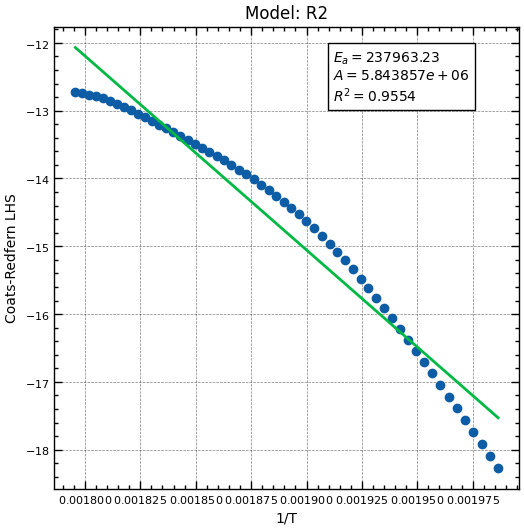 Model: R2
E_a = 237963.23
A = 5.843857e + 06
R^2 = 0.9554
Coats-Redfern LHS
−12
−13
−14
−15
−16
−17
−18
0.001800 0.001825 0.001850 0.001875 0.001900 0.001925 0.001950 0.001975
1/T